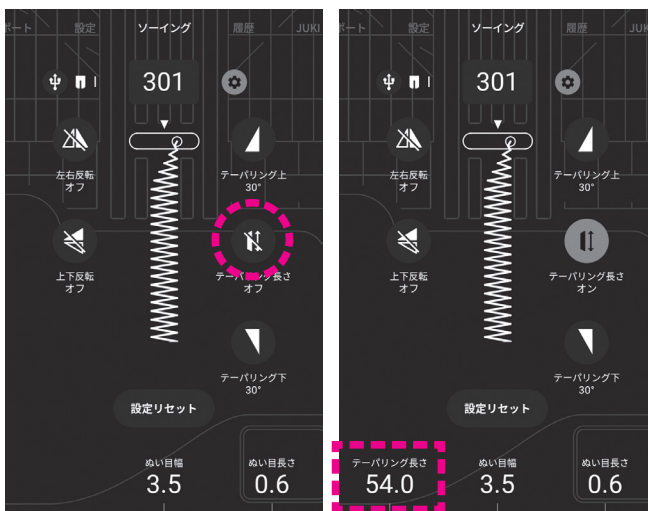 ポート 設定 ソーイング 履歴 JUKI
301
左右反転
オフ
テーパリング上
30°
上下反転
オフ
テーパリング長さ
オフ
テーパリング下
30°
設定リセット
ぬい目幅
3.5
ぬい目長さ
0.6
ート 設定 ソーイング 履歴 JUK
301
左右反転
オフ
テーパリング上
30°
上下反転
オフ
テーパリング長さ
オン
テーパリング下
30°
設定リセット
テーパリング長さ
54.0
ぬい目幅
3.5
ぬい目長さ
0.6